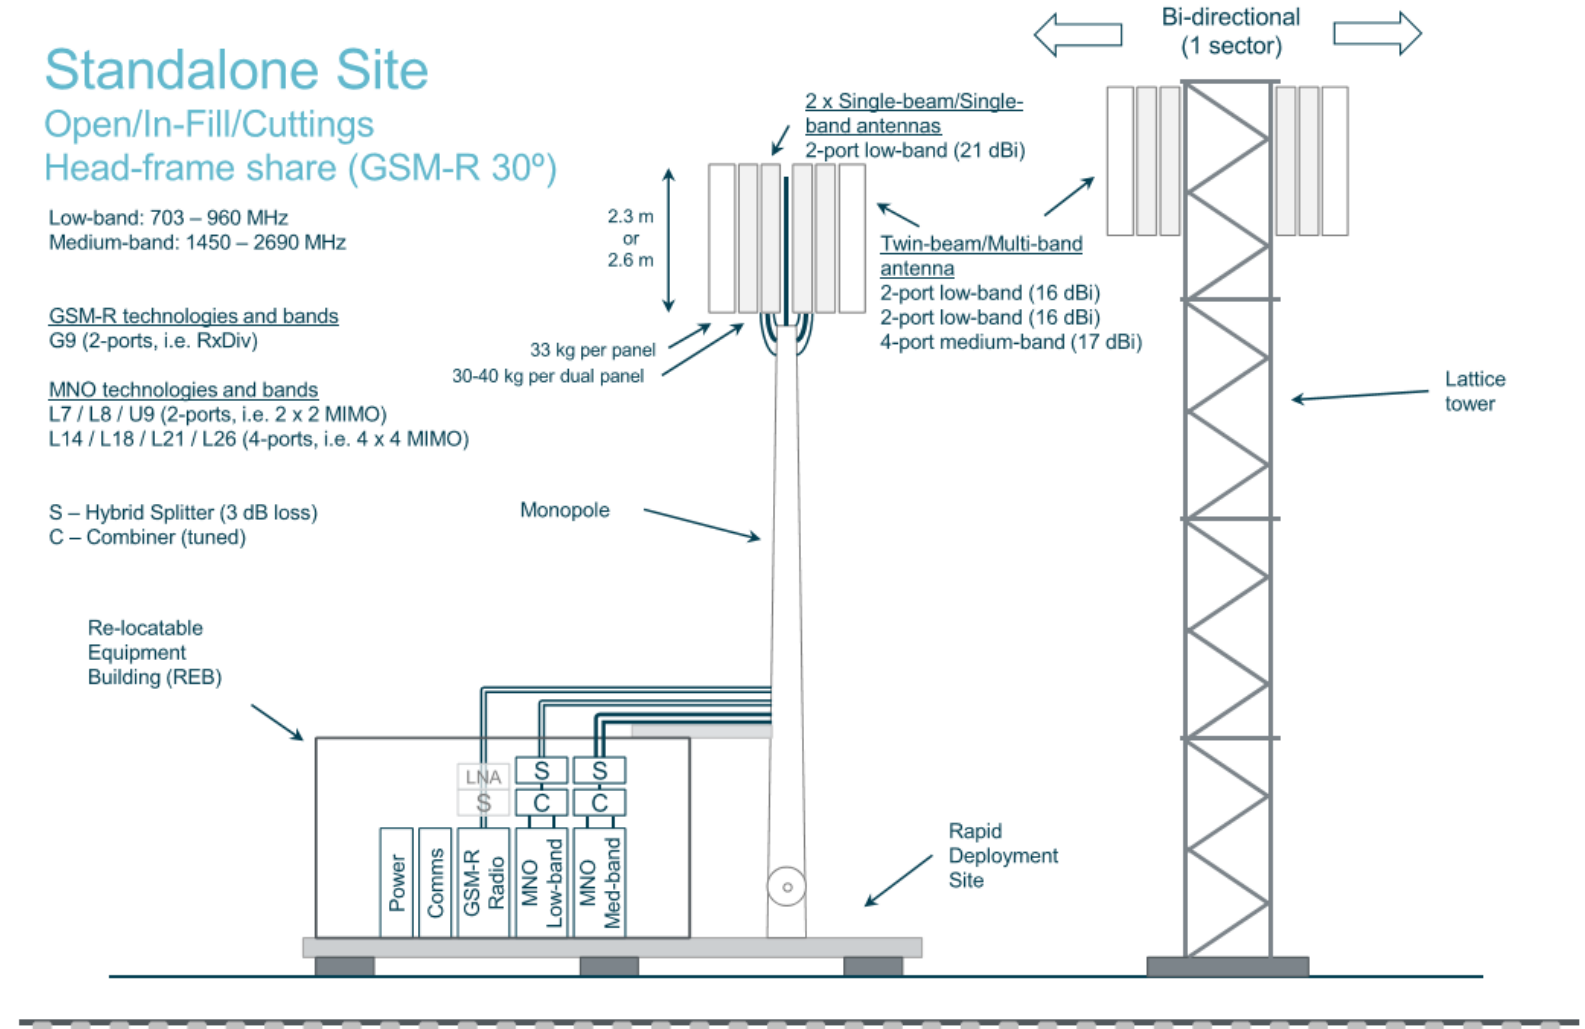 Standalone Site
Open/In-Fill/Cuttings
Head-frame share (GSM-R 30º)
Low-band: 703 – 960 MHz
Medium-band: 1450 – 2690 MHz
GSM-R technologies and bands
G9 (2-ports, i.e. RxDiv)
MNO technologies and bands
L7 / L8 / U9 (2-ports, i.e. 2 x 2 MIMO)
L14 / L18 / L21 / L26 (4-ports, i.e. 4 x 4 MIMO)
S – Hybrid Splitter (3 dB loss)
C – Combiner (tuned)
Bi-directional
(1 sector)
2 x Single-beam/Single-
band antennas
2-port low-band (21 dBi)
2.3 m
or
2.6 m
Twin-beam/Multi-band
antenna
2-port low-band (16 dBi)
2-port low-band (16 dBi)
4-port medium-band (17 dBi)
33 kg per panel
30-40 kg per dual panel
Lattice
tower
Monopole
Re-locatable
Equipment
Building (REB)
LNA
S
S
C
S
C
Power
Comms
GSM-R
Radio
MNO
Low-band
MNO
Med-band
Rapid
Deployment
Site